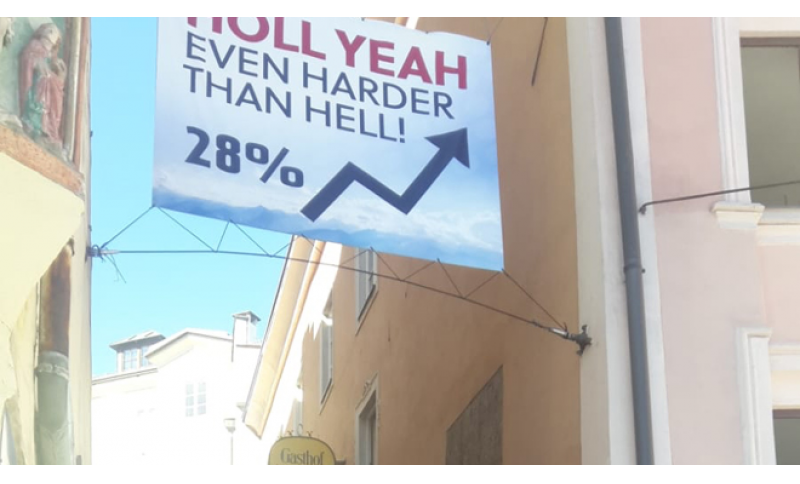 HOLL YEAH
EVEN HARDER
THAN HELL!
28%
Gasthof